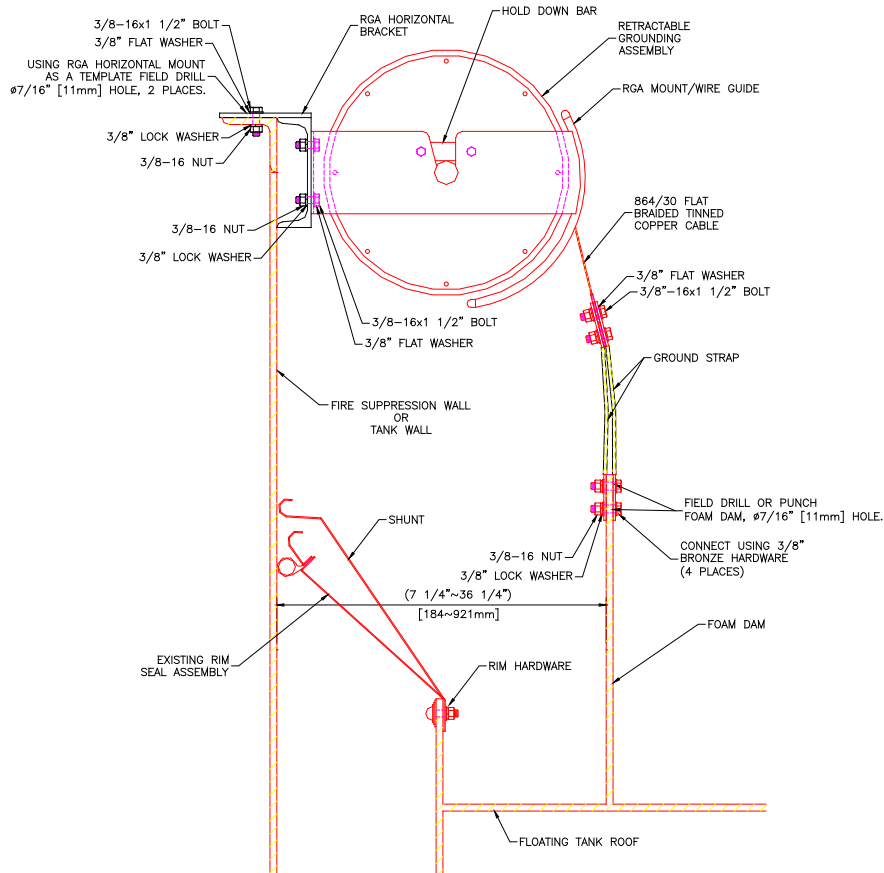 HOLD DOWN BAR
3/8-16x1 1/2" BOLT
3/8" FLAT WASHER
USING RGA HORIZONTAL MOUNT
AS A TEMPLATE FIELD DRILL
ø7/16" [11mm] HOLE, 2 PLACES.
RGA HORIZONTAL
BRACKET
RETRACTABLE
GROUNDING
ASSEMBLY
RGA MOUNT/WIRE GUIDE
3/8" LOCK WASHER
3/8-16 NUT
864/30 FLAT
BRAIDED TINNED
COPPER CABLE
3/8-16 NUT
3/8" LOCK WASHER
3/8" FLAT WASHER
3/8"-16x1 1/2" BOLT
3/8-16x1 1/2" BOLT
3/8" FLAT WASHER
GROUND STRAP
FIRE SUPPRESSION WALL
OR
TANK WALL
SHUNT
FIELD DRILL OR PUNCH
FOAM DAM, ø7/16" [11mm] HOLE.
3/8-16 NUT
3/8" LOCK WASHER
CONNECT USING 3/8"
BRONZE HARDWARE
(4 PLACES)
(7 1/4"~36 1/4")
[184~921mm]
FOAM DAM
EXISTING RIM
SEAL ASSEMBLY
RIM HARDWARE
FLOATING TANK ROOF